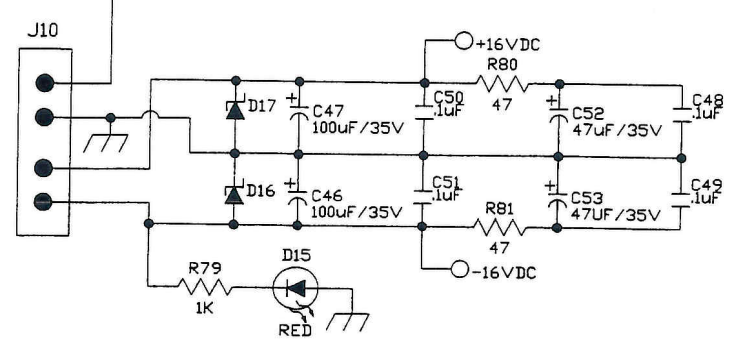 J10
+16VDC
R80
47
D17
C47
100uF/35V
C50
.1uF
C52
47uF/35V
C48
.1uF
D16
C46
100uF/35V
C51
.1uF
R81
47
C53
47UF/35V
C49
.1uF
-16VDC
R79
1K
D15
RED